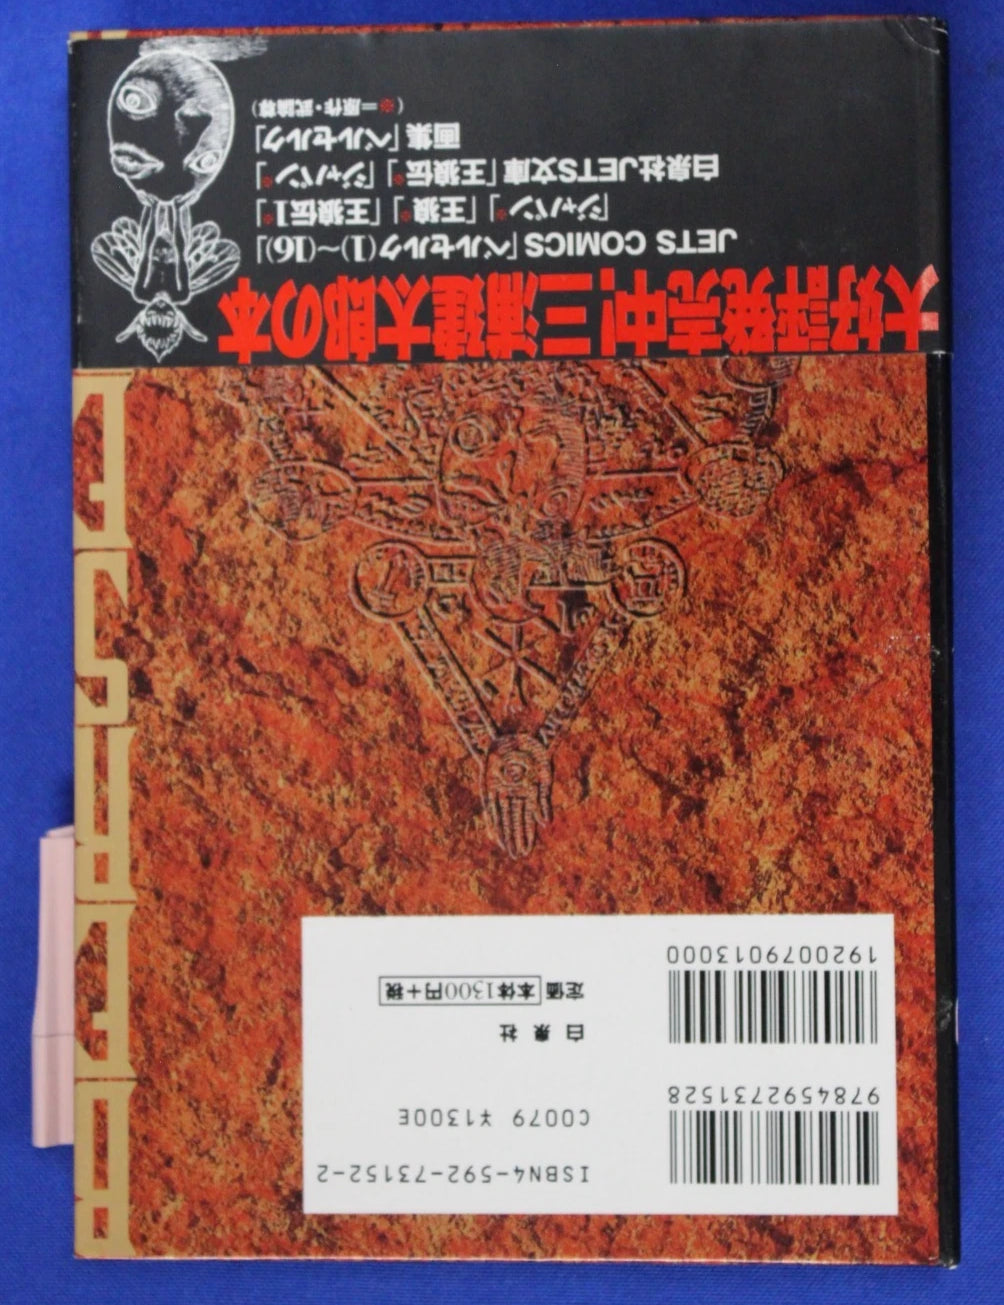 ISBN4-592-73152-2
C0079 ¥1300E
白泉社
定価 本体1300円+税
9784592731528
1920079013000
大好評発売中!三浦建太郎の本
JETS COMICS「ベルセルク(1)〜(16)」
「ジャパン※」「王狼※」「王狼伝※」
白泉社JETS文庫「王狼伝※」「ジャパン※」
画集「ベルセルク」
(※=原作・武論尊)